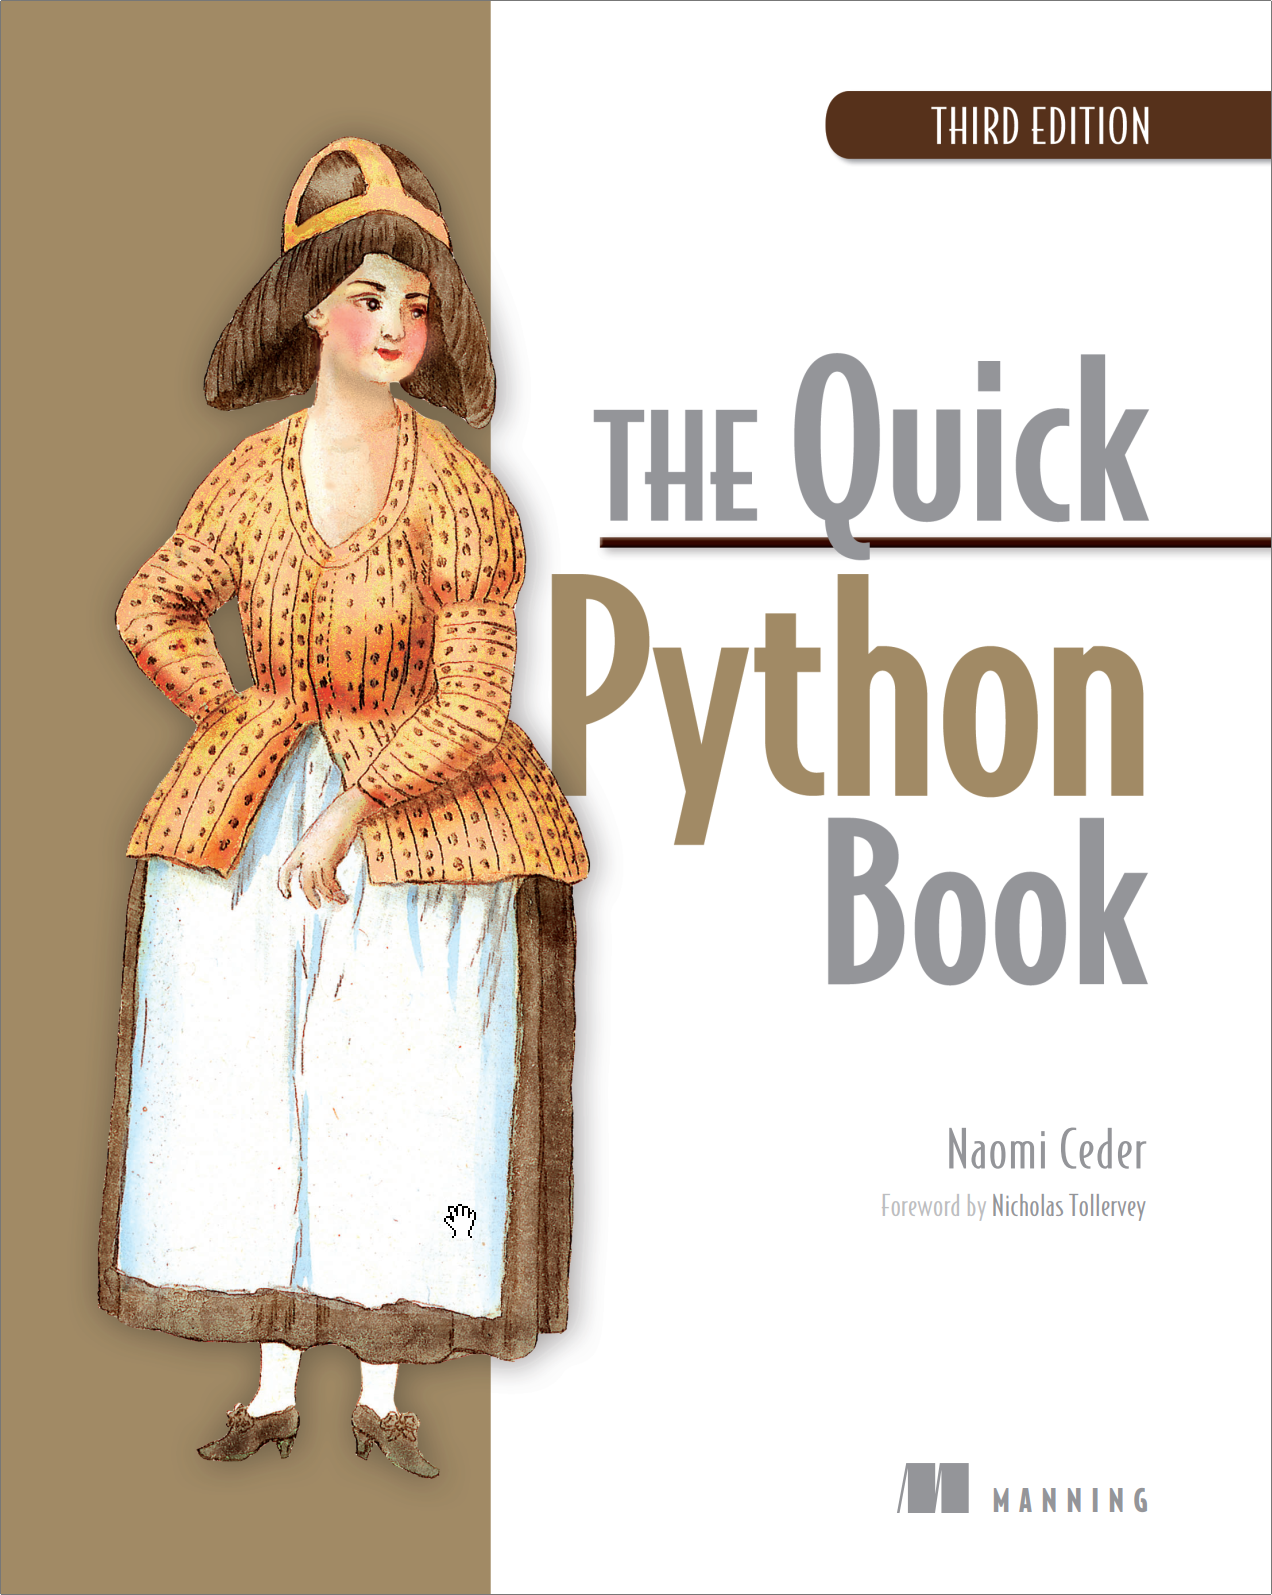 THIRD EDITION
THE Quick
Python
Book
Naomi Ceder
Foreword by Nicholas Tollervey
MANNING